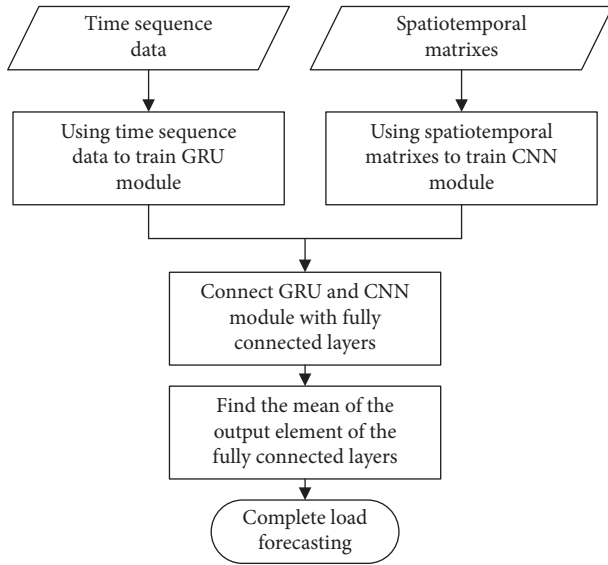 Time sequence
data
Spatiotemporal
matrixes
Using time sequence
data to train GRU
module
Using spatiotemporal
matrixes to train CNN
module
Connect GRU and CNN
module with fully
connected layers
Find the mean of the
output element of the
fully connected layers
Complete load
forecasting